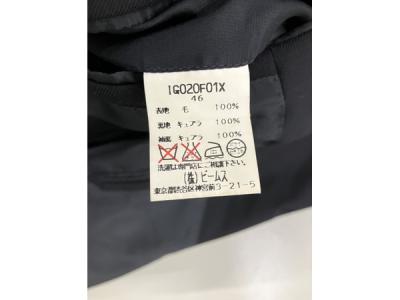 IG020F01X
46
表地 毛 100%
裏地 キュプラ 100%
袖裏 キュプラ 100%
洗濯は専門店にご相談下さい
(株)ビームス
東京都渋谷区神宮前3-21-5